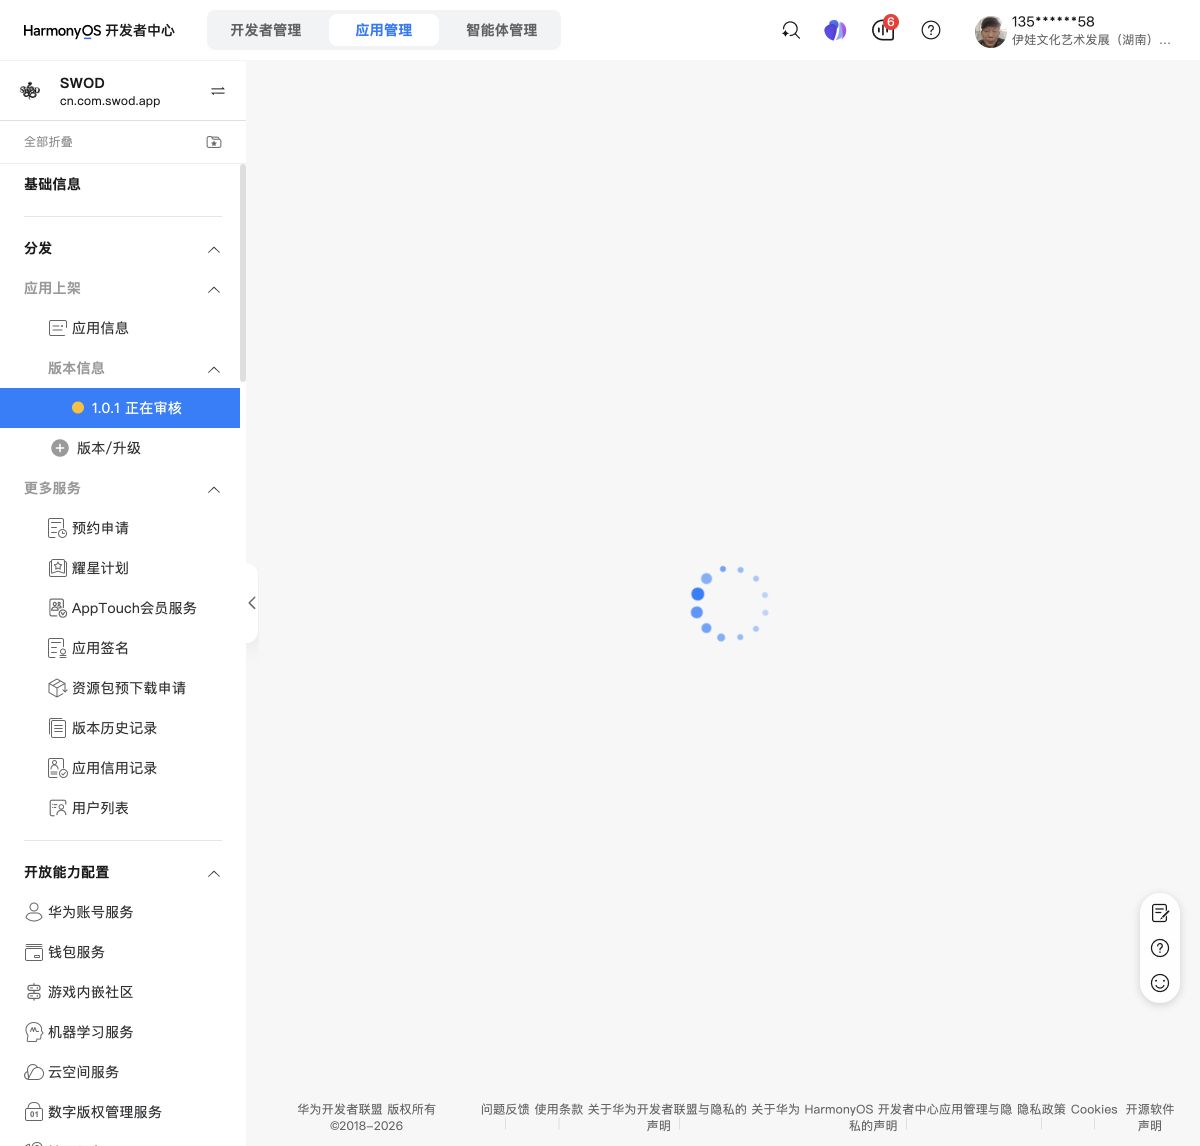 HarmonyOS 开发者中心
开发者管理
应用管理
智能体管理
6
135******58
伊娃文化艺术发展（湖南）...
SWOD
cn.com.swod.app
全部折叠
基础信息
分发
应用上架
应用信息
版本信息
1.0.1 正在审核
版本/升级
更多服务
预约申请
耀星计划
AppTouch会员服务
应用签名
资源包预下载申请
版本历史记录
应用信用记录
用户列表
开放能力配置
华为账号服务
钱包服务
游戏内嵌社区
机器学习服务
云空间服务
数字版权管理服务
华为开发者联盟 版权所有
©2018-2026
问题反馈
使用条款
关于华为开发者联盟与隐私的
声明
关于华为 HarmonyOS 开发者中心应用管理与隐
私的声明
隐私政策
Cookies
开源软件
声明